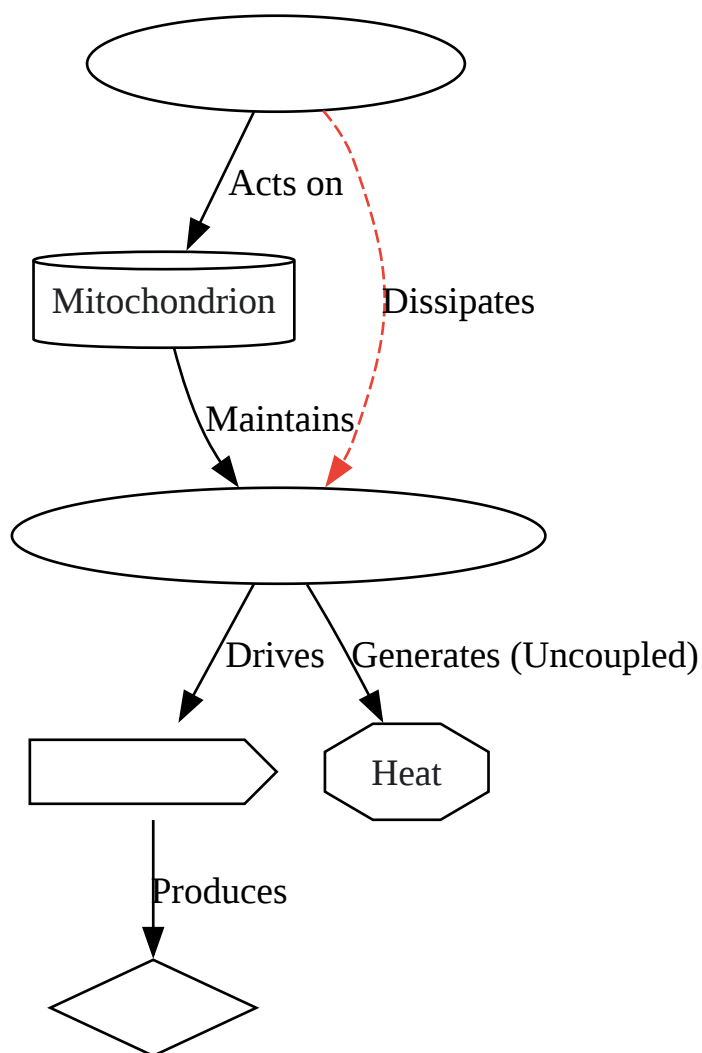 Acts on
Mitochondrion
Dissipates
Maintains
Drives
Generates (Uncoupled)
Heat
Produces